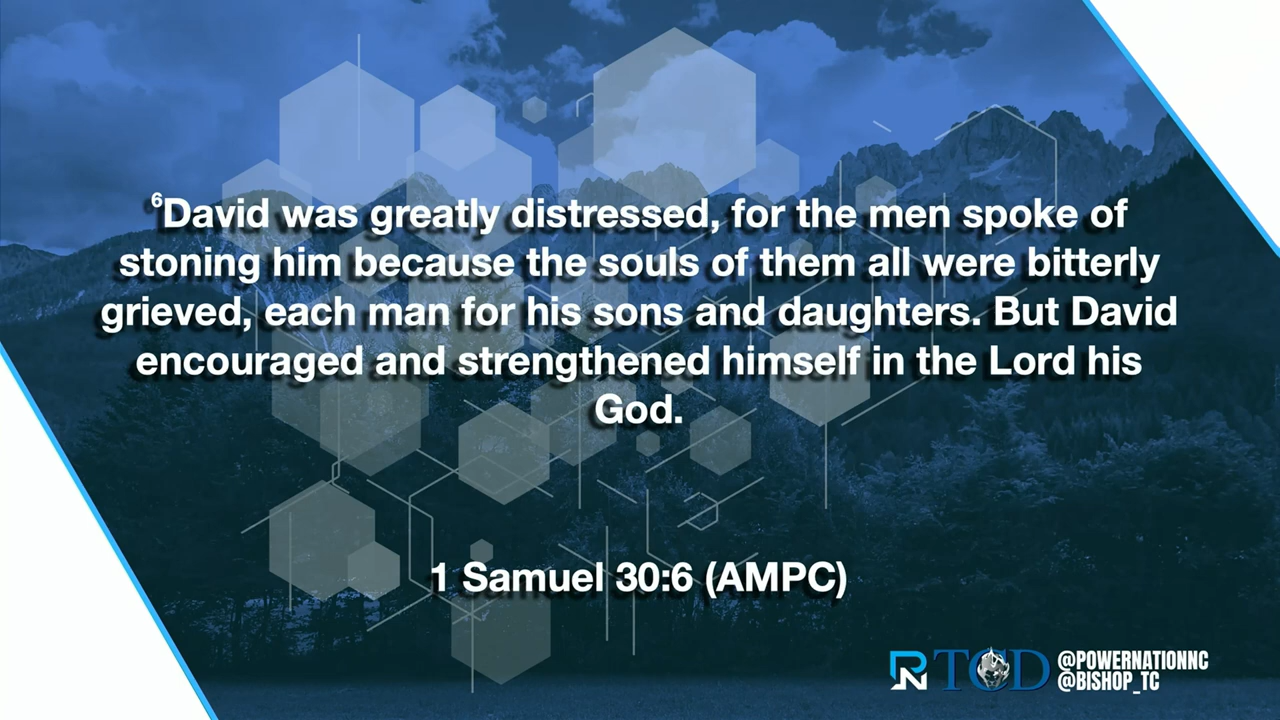 ⁶David was greatly distressed, for the men spoke of
stoning him because the souls of them all were bitterly
grieved, each man for his sons and daughters. But David
encouraged and strengthened himself in the Lord his
God.
1 Samuel 30:6 (AMPC)
PN TCD @POWERNATIONNC
@BISHOP_TC